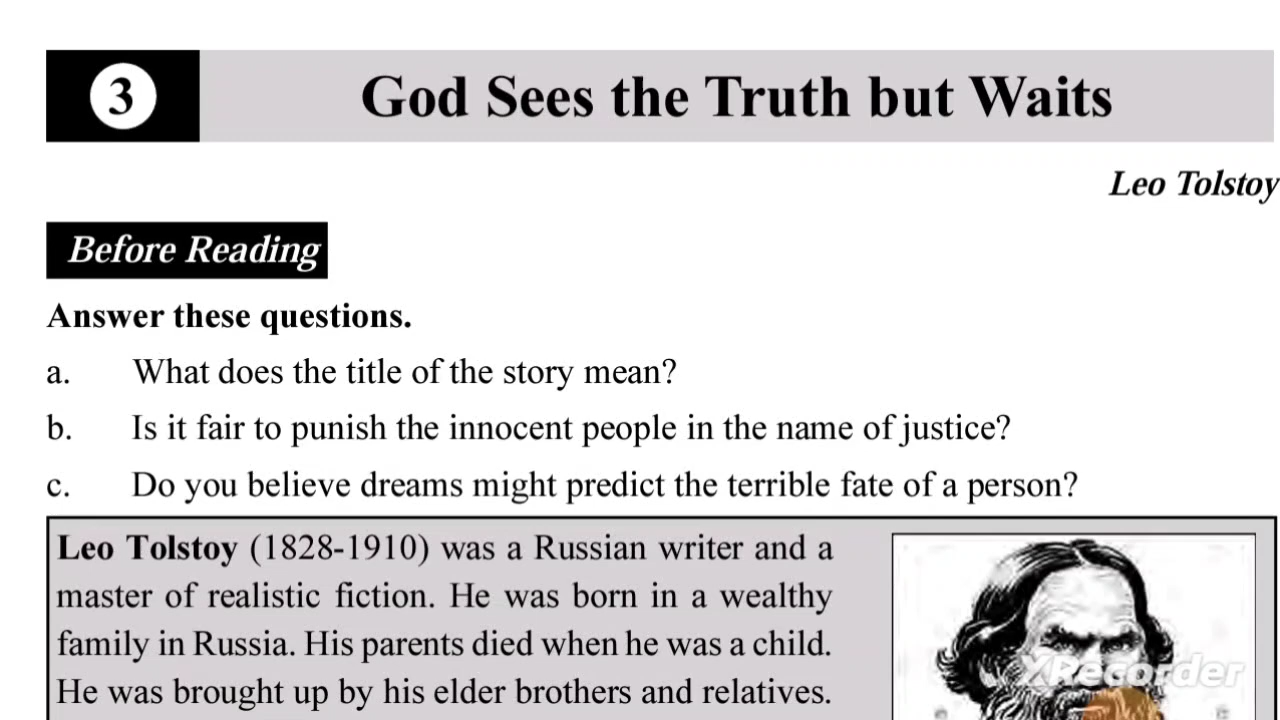 3
God Sees the Truth but Waits
Leo Tolstoy
Before Reading
Answer these questions.
a. What does the title of the story mean?
b. Is it fair to punish the innocent people in the name of justice?
c. Do you believe dreams might predict the terrible fate of a person?
Leo Tolstoy (1828-1910) was a Russian writer and a
master of realistic fiction. He was born in a wealthy
family in Russia. His parents died when he was a child.
He was brought up by his elder brothers and relatives.
XRecorder